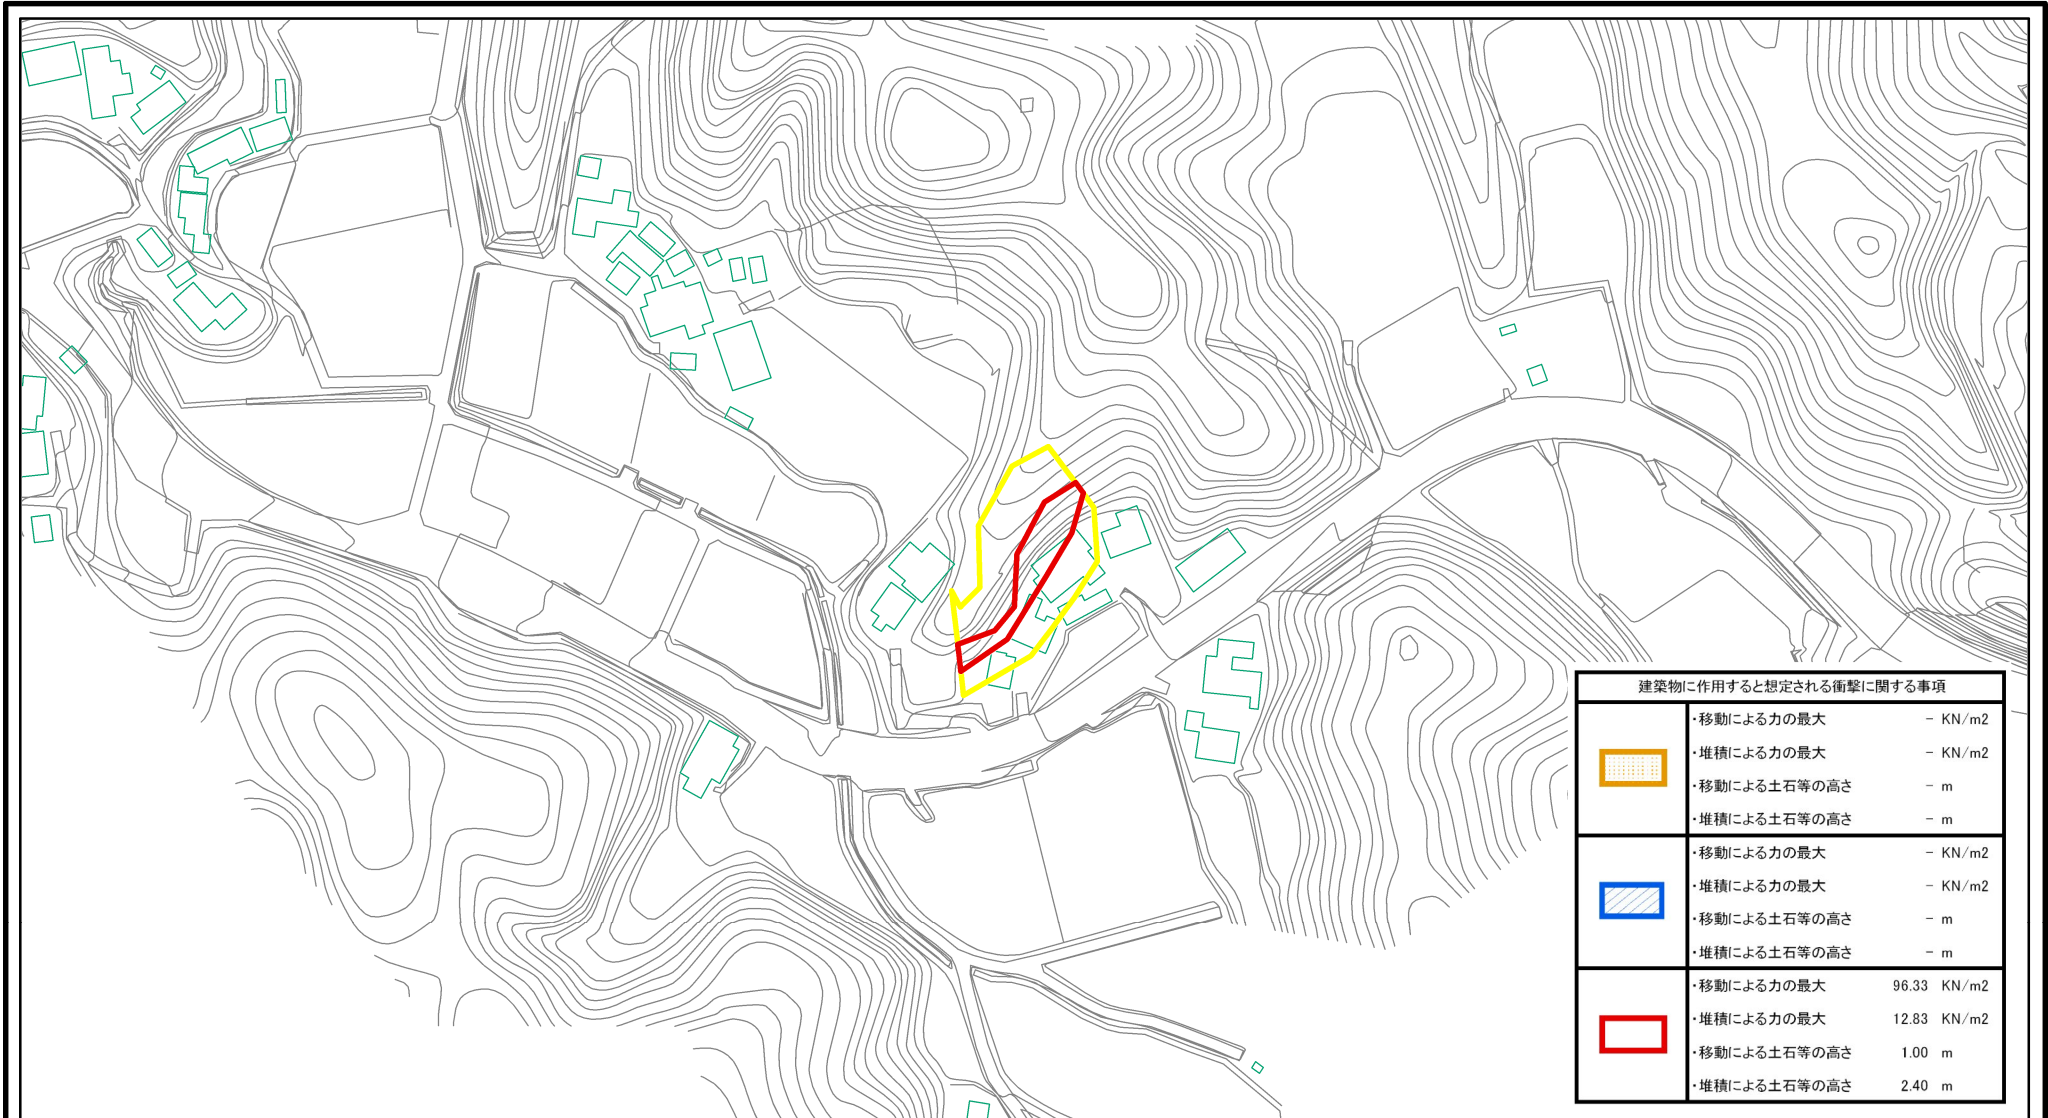 建築物に作用すると想定される衝撃に関する事項
・移動による力の最大 － KN/m2
・堆積による力の最大 － KN/m2
・移動による土石等の高さ － m
・堆積による土石等の高さ － m
・移動による力の最大 － KN/m2
・堆積による力の最大 － KN/m2
・移動による土石等の高さ － m
・堆積による土石等の高さ － m
・移動による力の最大 96.33 KN/m2
・堆積による力の最大 12.83 KN/m2
・移動による土石等の高さ 1.00 m
・堆積による土石等の高さ 2.40 m